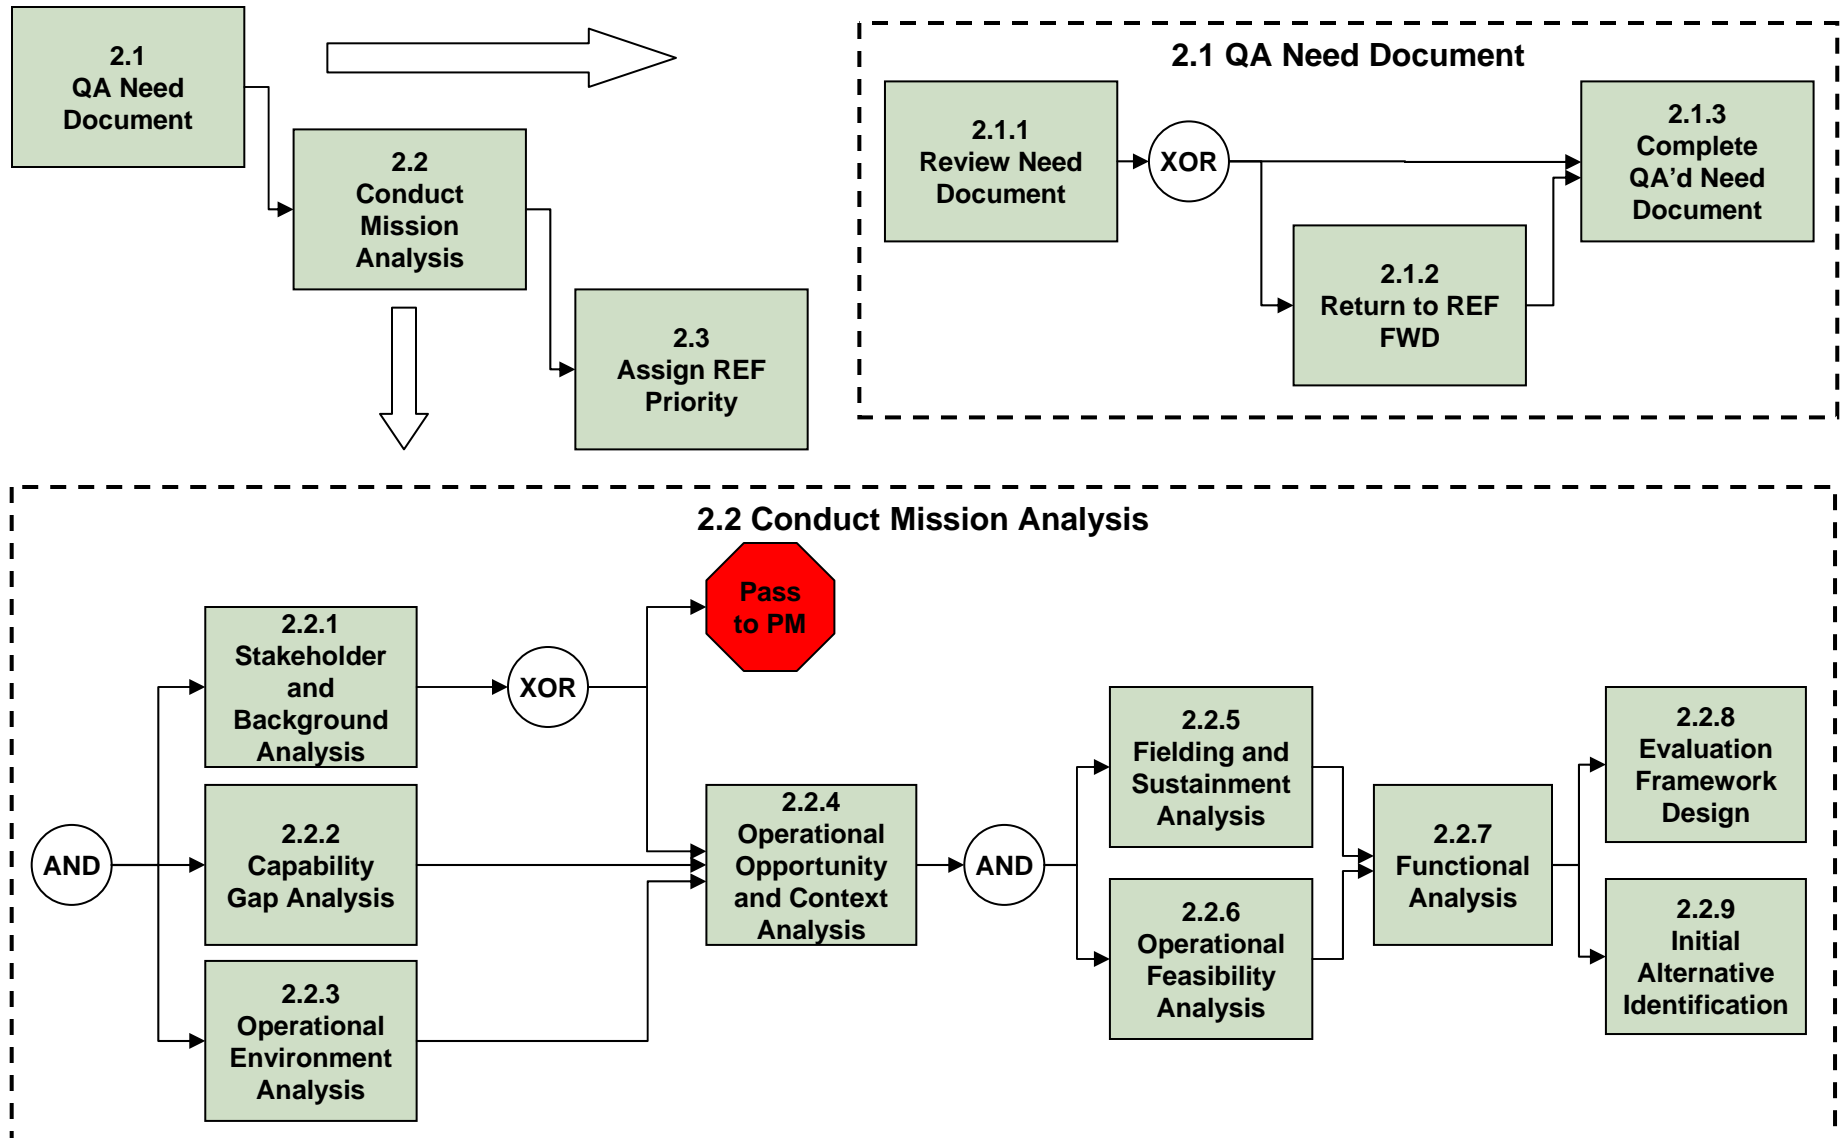 2.1
QA Need
Document
2.2
Conduct
Mission
Analysis
2.3
Assign REF
Priority
2.1 QA Need Document
2.1.1
Review Need
Document
XOR
2.1.2
Return to REF
FWD
2.1.3
Complete
QA’d Need
Document
2.2 Conduct Mission Analysis
AND
2.2.1
Stakeholder
and
Background
Analysis
2.2.2
Capability
Gap Analysis
2.2.3
Operational
Environment
Analysis
XOR
Pass
to PM
2.2.4
Operational
Opportunity
and Context
Analysis
AND
2.2.5
Fielding and
Sustainment
Analysis
2.2.6
Operational
Feasibility
Analysis
2.2.7
Functional
Analysis
2.2.8
Evaluation
Framework
Design
2.2.9
Initial
Alternative
Identification